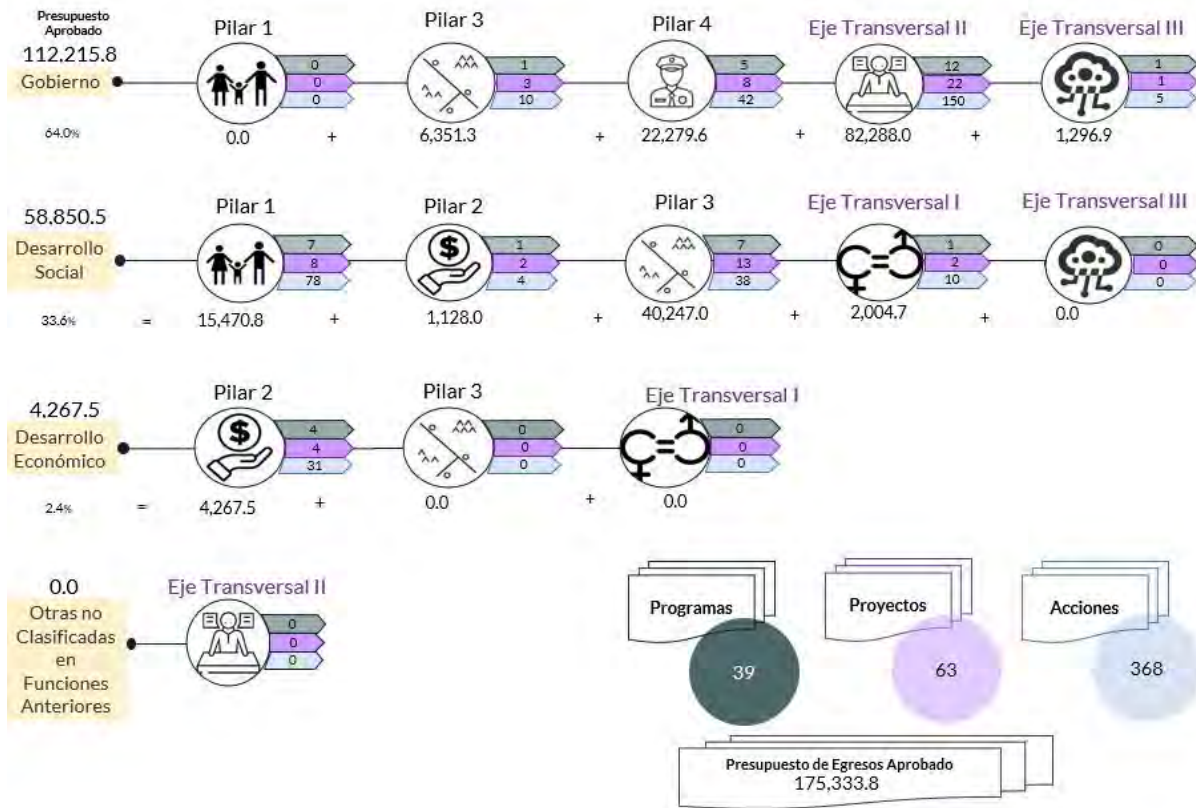 Presupuesto
Aprobado
112,215.8
Gobierno
64.0%
Pilar 1
0
0
0
0.0
+
Pilar 3
1
3
10
6,351.3
+
Pilar 4
5
8
42
22,279.6
+
Eje Transversal II
12
22
150
82,288.0
+
Eje Transversal III
1
1
5
1,296.9
58,850.5
Desarrollo
Social
33.6%
=
Pilar 1
7
8
78
15,470.8
+
Pilar 2
$
1
2
4
1,128.0
+
Pilar 3
7
13
38
40,247.0
+
Eje Transversal I
1
2
10
2,004.7
+
Eje Transversal III
0
0
0
0.0
4,267.5
Desarrollo
Económico
2.4%
=
Pilar 2
$
4
4
31
4,267.5
+
Pilar 3
0
0
0
0.0
+
Eje Transversal I
0
0
0
0.0
0.0
Otras no
Clasificadas
en
Funciones
Anteriores
Eje Transversal II
0
0
0
Programas
39
Proyectos
63
Acciones
368
Presupuesto de Egresos Aprobado
175,333.8